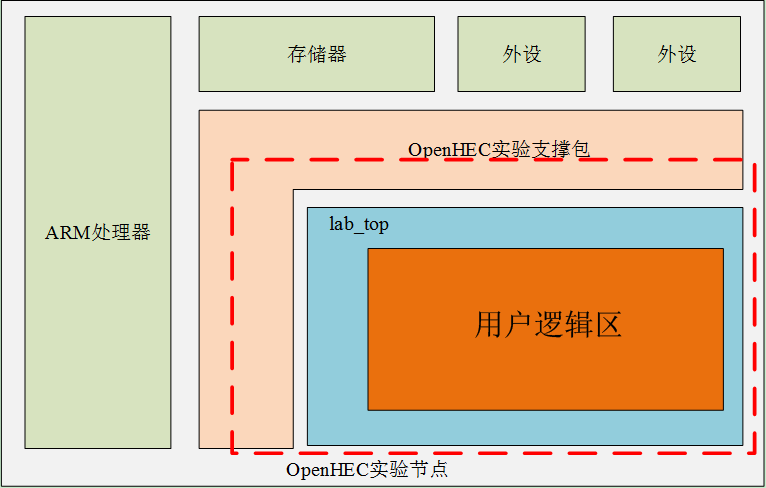 存储器
外设
外设
OpenHEC实验支撑包
ARM处理器
lab_top
用户逻辑区
OpenHEC实验节点